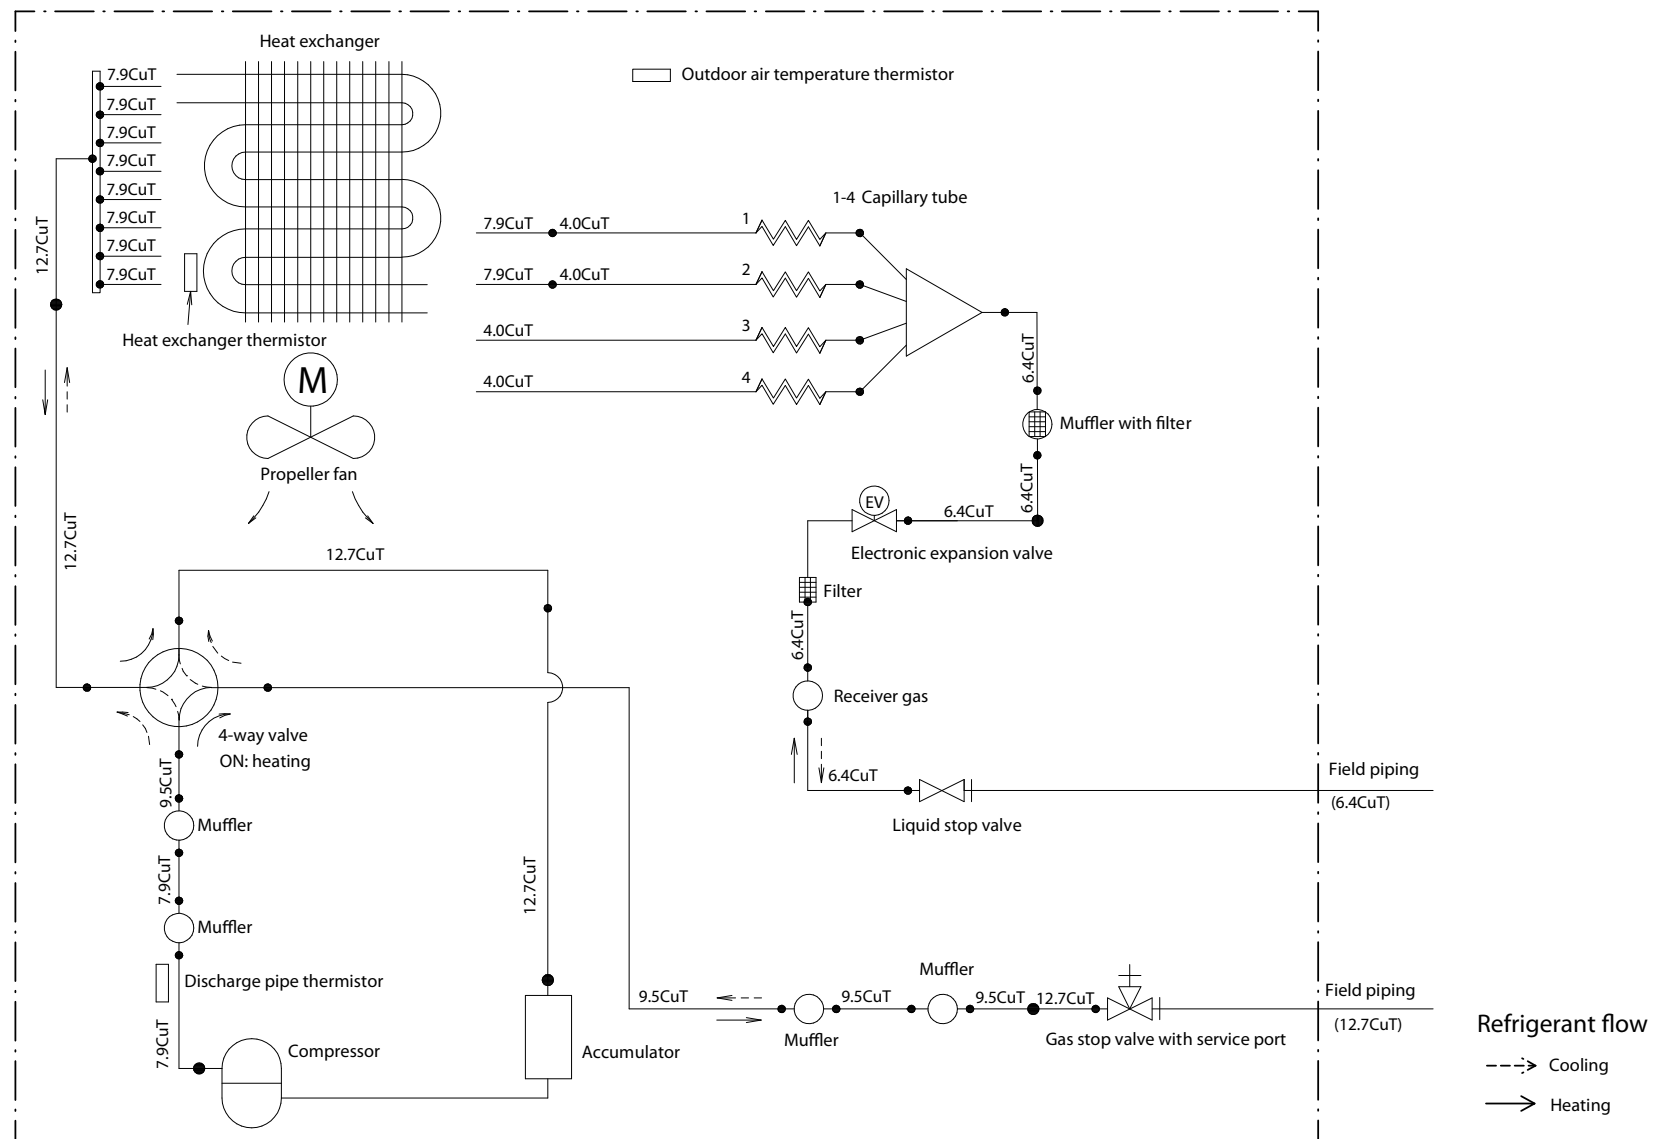 Heat exchanger
7.9CuT
7.9CuT
7.9CuT
7.9CuT
7.9CuT
7.9CuT
7.9CuT
7.9CuT
Outdoor air temperature thermistor
12.7CuT
Heat exchanger thermistor
M
Propeller fan
12.7CuT
1-4 Capillary tube
7.9CuT 4.0CuT 1
7.9CuT 4.0CuT 2
4.0CuT 3
4.0CuT 4
6.4CuT
Muffler with filter
6.4CuT
EV
6.4CuT
Electronic expansion valve
Filter
6.4CuT
Receiver gas
6.4CuT
Liquid stop valve
Field piping
(6.4CuT)
12.7CuT
4-way valve
ON: heating
9.5CuT
Muffler
7.9CuT
Muffler
Discharge pipe thermistor
7.9CuT
Compressor
12.7CuT
Accumulator
9.5CuT
Muffler
9.5CuT
Muffler
9.5CuT
12.7CuT
Gas stop valve with service port
Field piping
(12.7CuT)
Refrigerant flow
Cooling
Heating